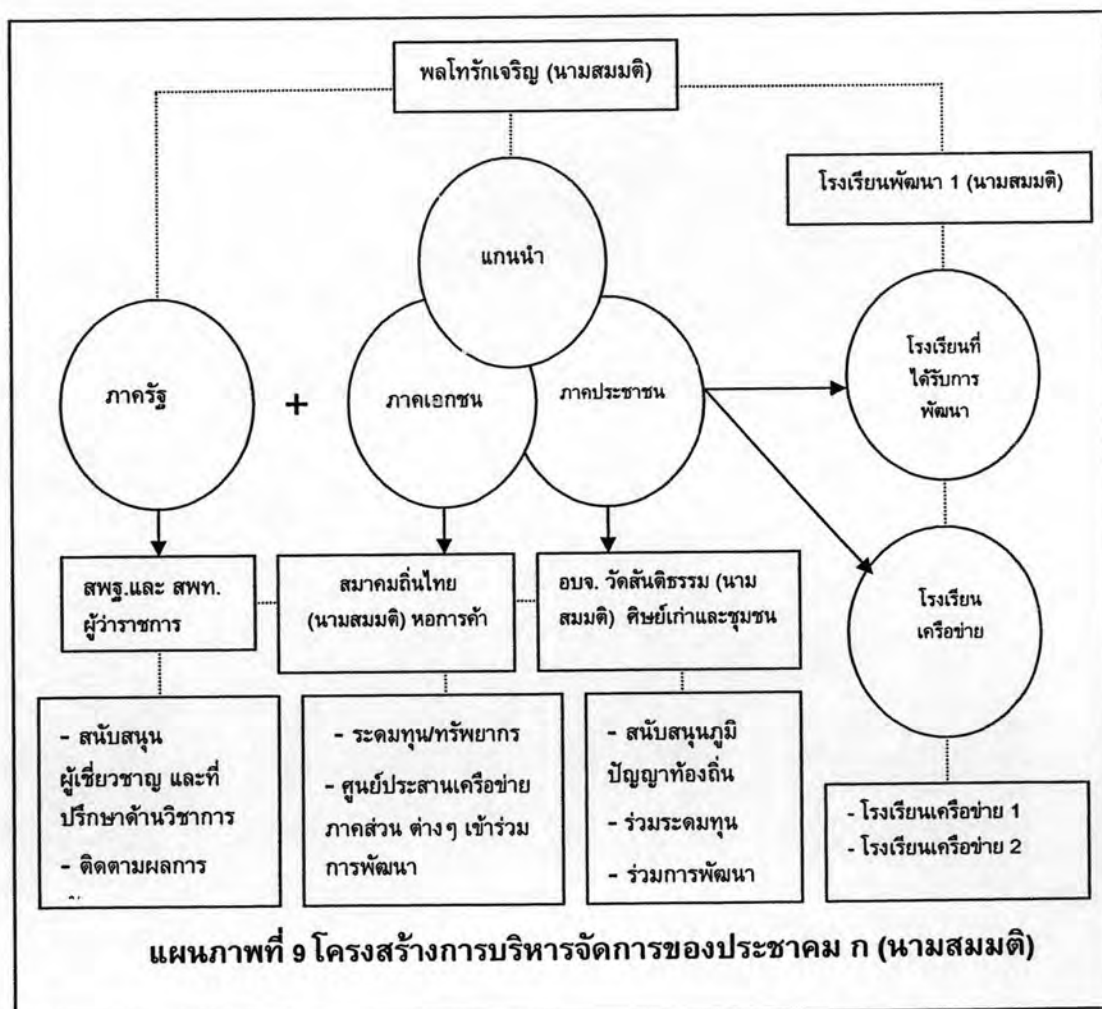 พลโทรักเจริญ (นามสมมติ)
โรงเรียนพัฒนา 1 (นามสมมติ)
แกนนำ
ภาครัฐ
+
ภาคเอกชน
ภาคประชาชน
โรงเรียนที่
ได้รับการ
พัฒนา
สพฐ.และ สพท.
ผู้ว่าราชการ
สมาคมถิ่นไทย
(นามสมมติ) หอการค้า
อบจ. วัดสันติธรรม (นาม
สมมติ) ศิษย์เก่าและชุมชน
โรงเรียน
เครือข่าย
- สนับสนุน
ผู้เชี่ยวชาญ และที่
ปรึกษาด้านวิชาการ
- ติดตามผลการ
- ระดมทุน/ทรัพยากร
- ศูนย์ประสานเครือข่าย
ภาคส่วน ต่างๆ เข้าร่วม
การพัฒนา
- สนับสนุนภูมิ
ปัญญาท้องถิ่น
- ร่วมระดมทุน
- ร่วมการพัฒนา
- โรงเรียนเครือข่าย 1
- โรงเรียนเครือข่าย 2
แผนภาพที่ 9 โครงสร้างการบริหารจัดการของประชาคม ก (นามสมมติ)